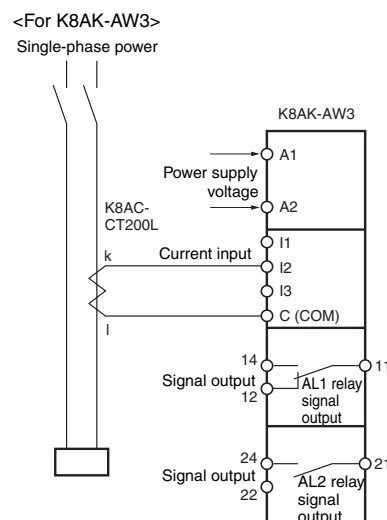 <For K8AK-AW3>
Single-phase power
K8AK-AW3
A1
Power supply
voltage
A2
K8AC-
CT200L
I1
k
Current input
I2
I3
C (COM)
l
14
11
Signal output
AL1 relay
12
signal
output
24
21
Signal output
AL2 relay
22
signal
output